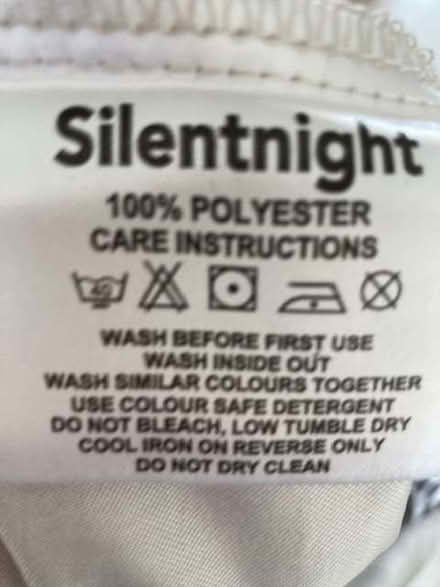 Silentnight
100% POLYESTER
CARE INSTRUCTIONS
40
WASH BEFORE FIRST USE
WASH INSIDE OUT
WASH SIMILAR COLOURS TOGETHER
USE COLOUR SAFE DETERGENT
DO NOT BLEACH, LOW TUMBLE DRY
COOL IRON ON REVERSE ONLY
DO NOT DRY CLEAN